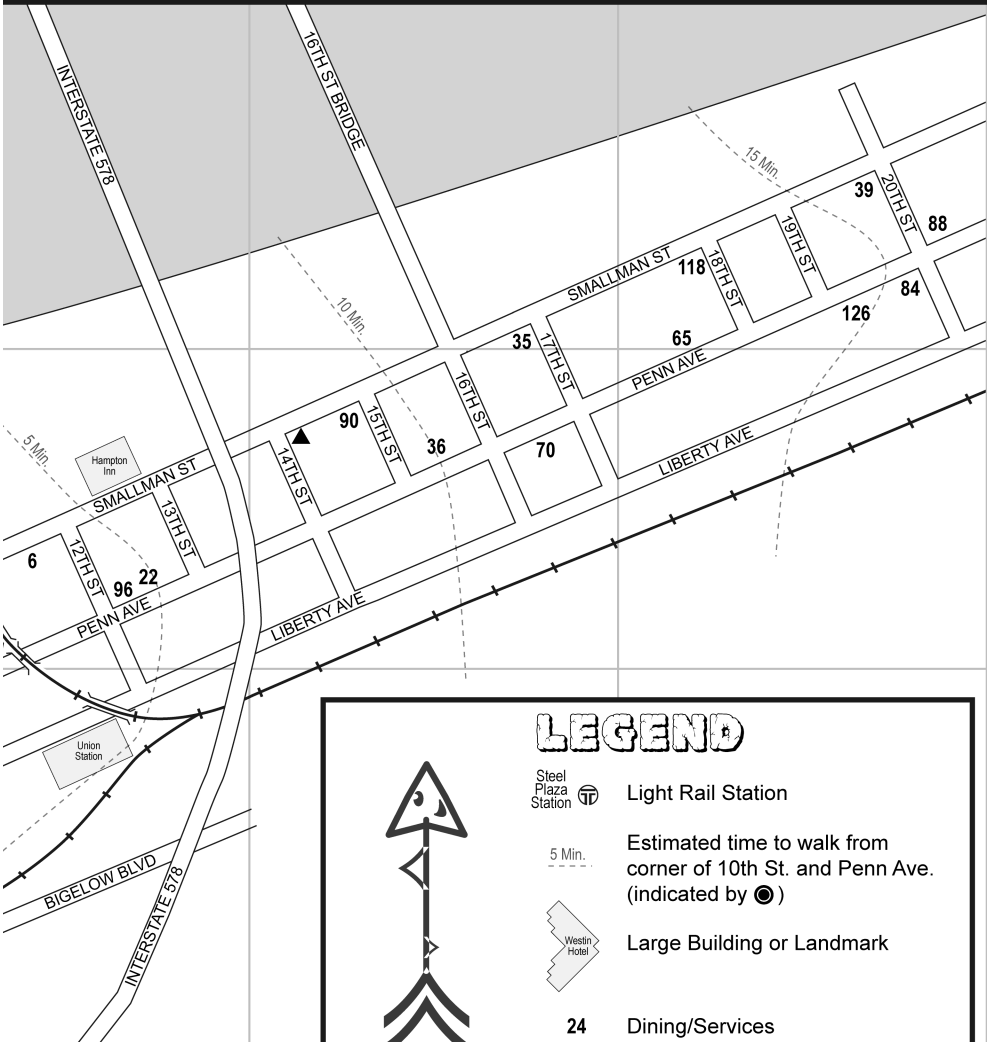 INTERSTATE 578
16TH ST BRIDGE
15 Min.
39
20TH ST
88
19TH ST
SMALLMAN ST
118
18TH ST
84
10 Min.
126
35
17TH ST
65
PENN AVE
16TH ST
90
15TH ST
36
70
LIBERTY AVE
5 Min.
Hampton
Inn
14TH ST
SMALLMAN ST
13TH ST
6
12TH ST
22
96
PENN AVE
LIBERTY AVE
Union
Station
BIGELOW BLVD
INTERSTATE 578
LEGEND
Steel
Plaza
Station
Light Rail Station
5 Min.
Estimated time to walk from
corner of 10th St. and Penn Ave.
(indicated by )
Westin
Hotel
Large Building or Landmark
24
Dining/Services